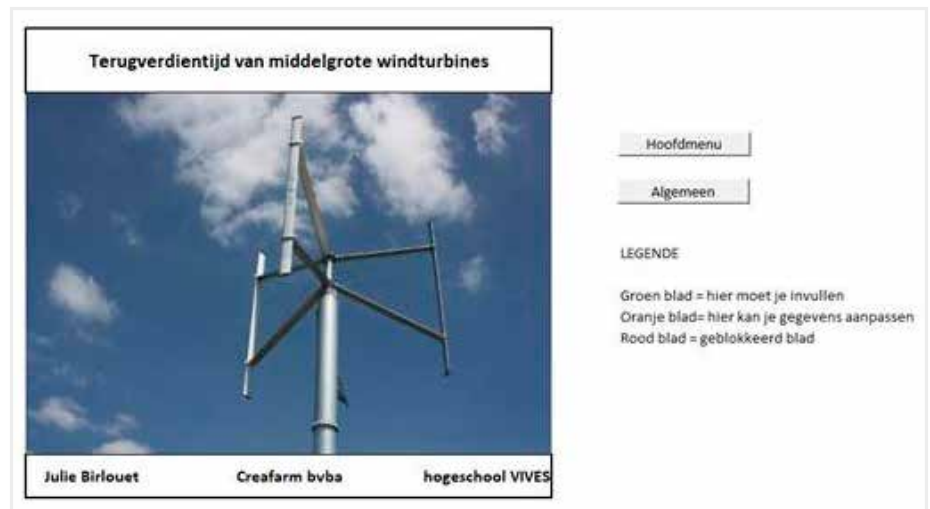 Terugverdientijd van middelgrote windturbines
Hoofdmenu
Algemeen
LEGENDE
Groen blad = hier moet je invullen
Oranje blad= hier kan je gegevens aanpassen
Rood blad = geblokkeerd blad
Julie Birlouet Creafarm bvba hogeschool VIVES